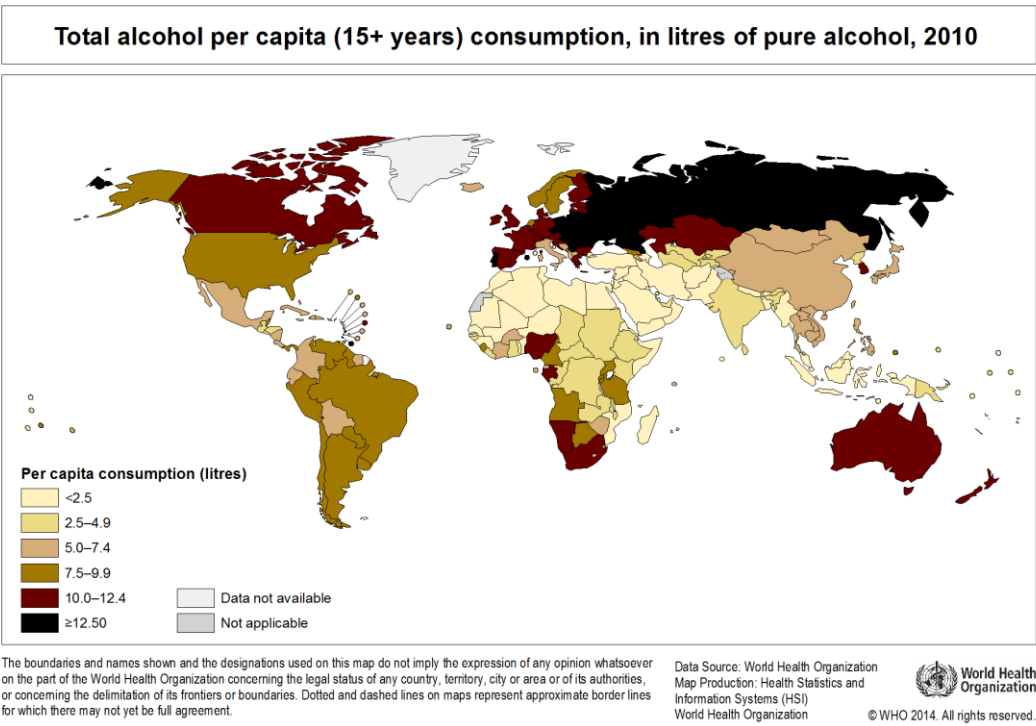 Total alcohol per capita (15+ years) consumption, in litres of pure alcohol, 2010
Per capita consumption (litres)
<2.5
2.5–4.9
5.0–7.4
7.5–9.9
10.0–12.4
≥12.50
Data not available
Not applicable
The boundaries and names shown and the designations used on this map do not imply the expression of any opinion whatsoever
on the part of the World Health Organization concerning the legal status of any country, territory, city or area or of its authorities,
or concerning the delimitation of its frontiers or boundaries. Dotted and dashed lines on maps represent approximate border lines
for which there may not yet be full agreement.
Data Source: World Health Organization
Map Production: Health Statistics and
Information Systems (HSI)
World Health Organization
World Health
Organization
© WHO 2014. All rights reserved.